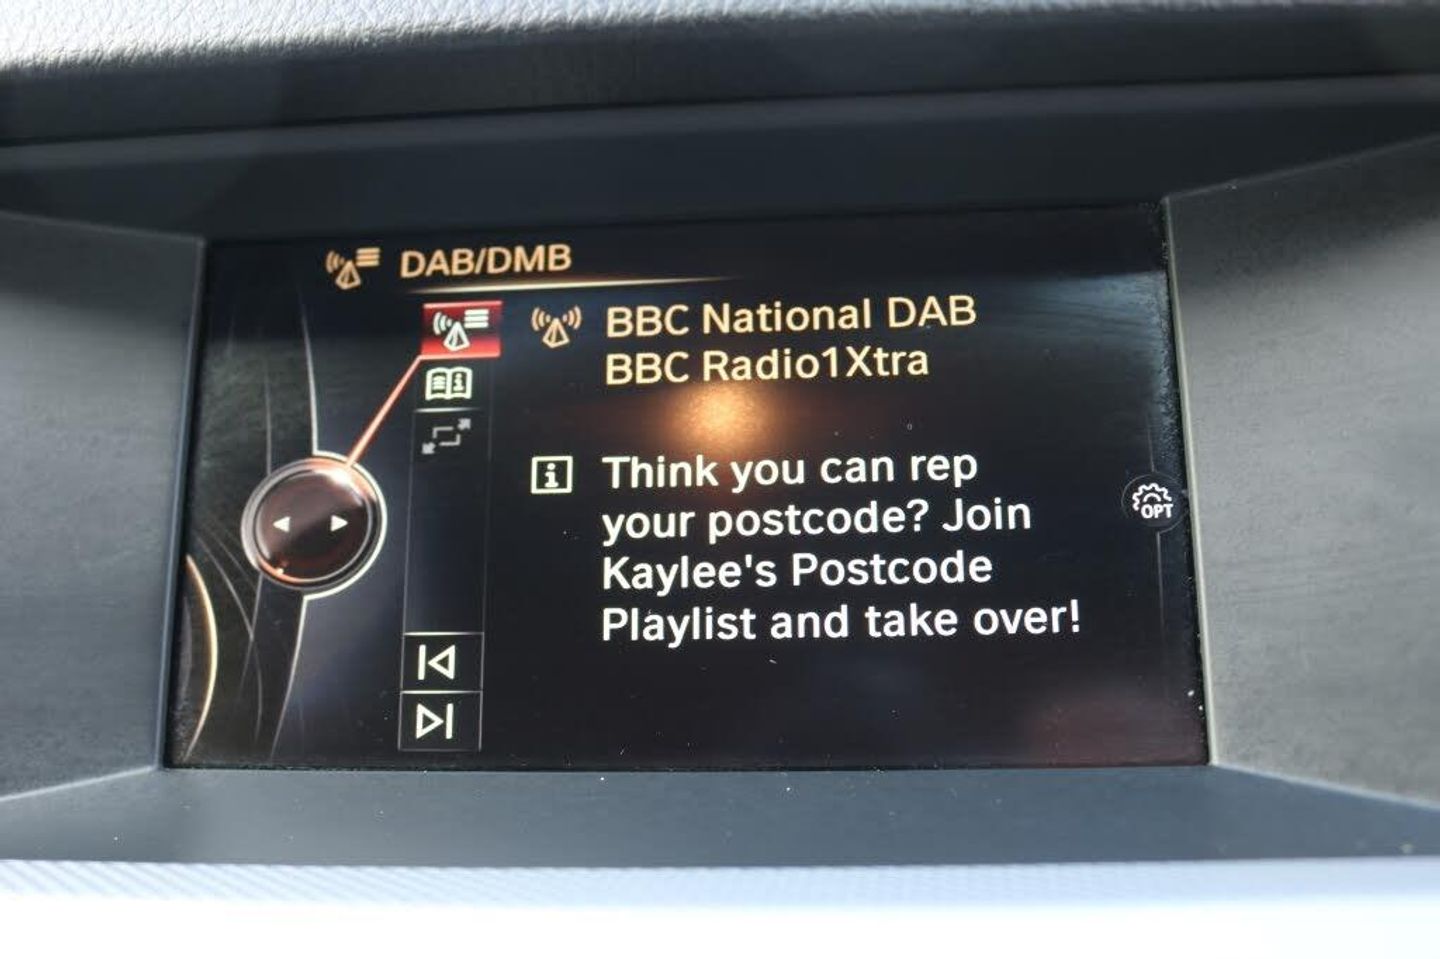 DAB/DMB
BBC National DAB
BBC Radio1Xtra
Think you can rep
your postcode? Join
Kaylee's Postcode
Playlist and take over!
OPT